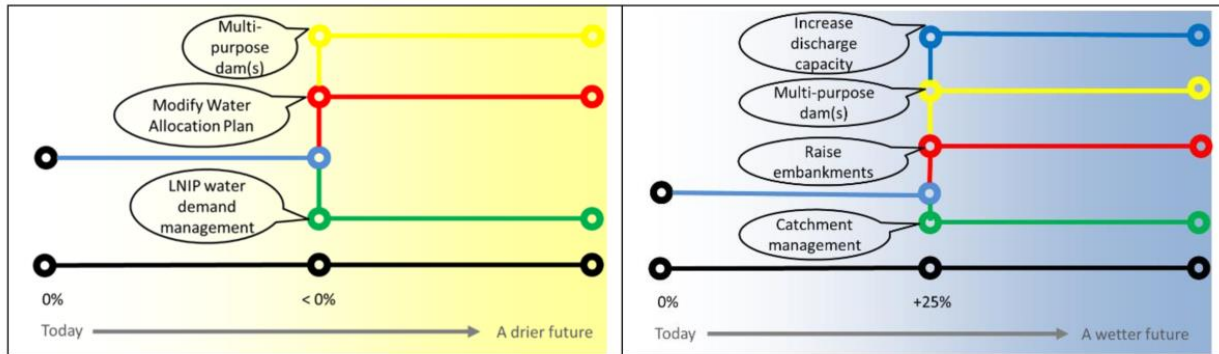 Multi-
purpose
dam(s)
Modify Water
Allocation Plan
LNIP water
demand
management
0%
< 0%
Today
A drier future
Increase
discharge
capacity
Multi-purpose
dam(s)
Raise
embankments
Catchment
management
0%
+25%
Today
A wetter future